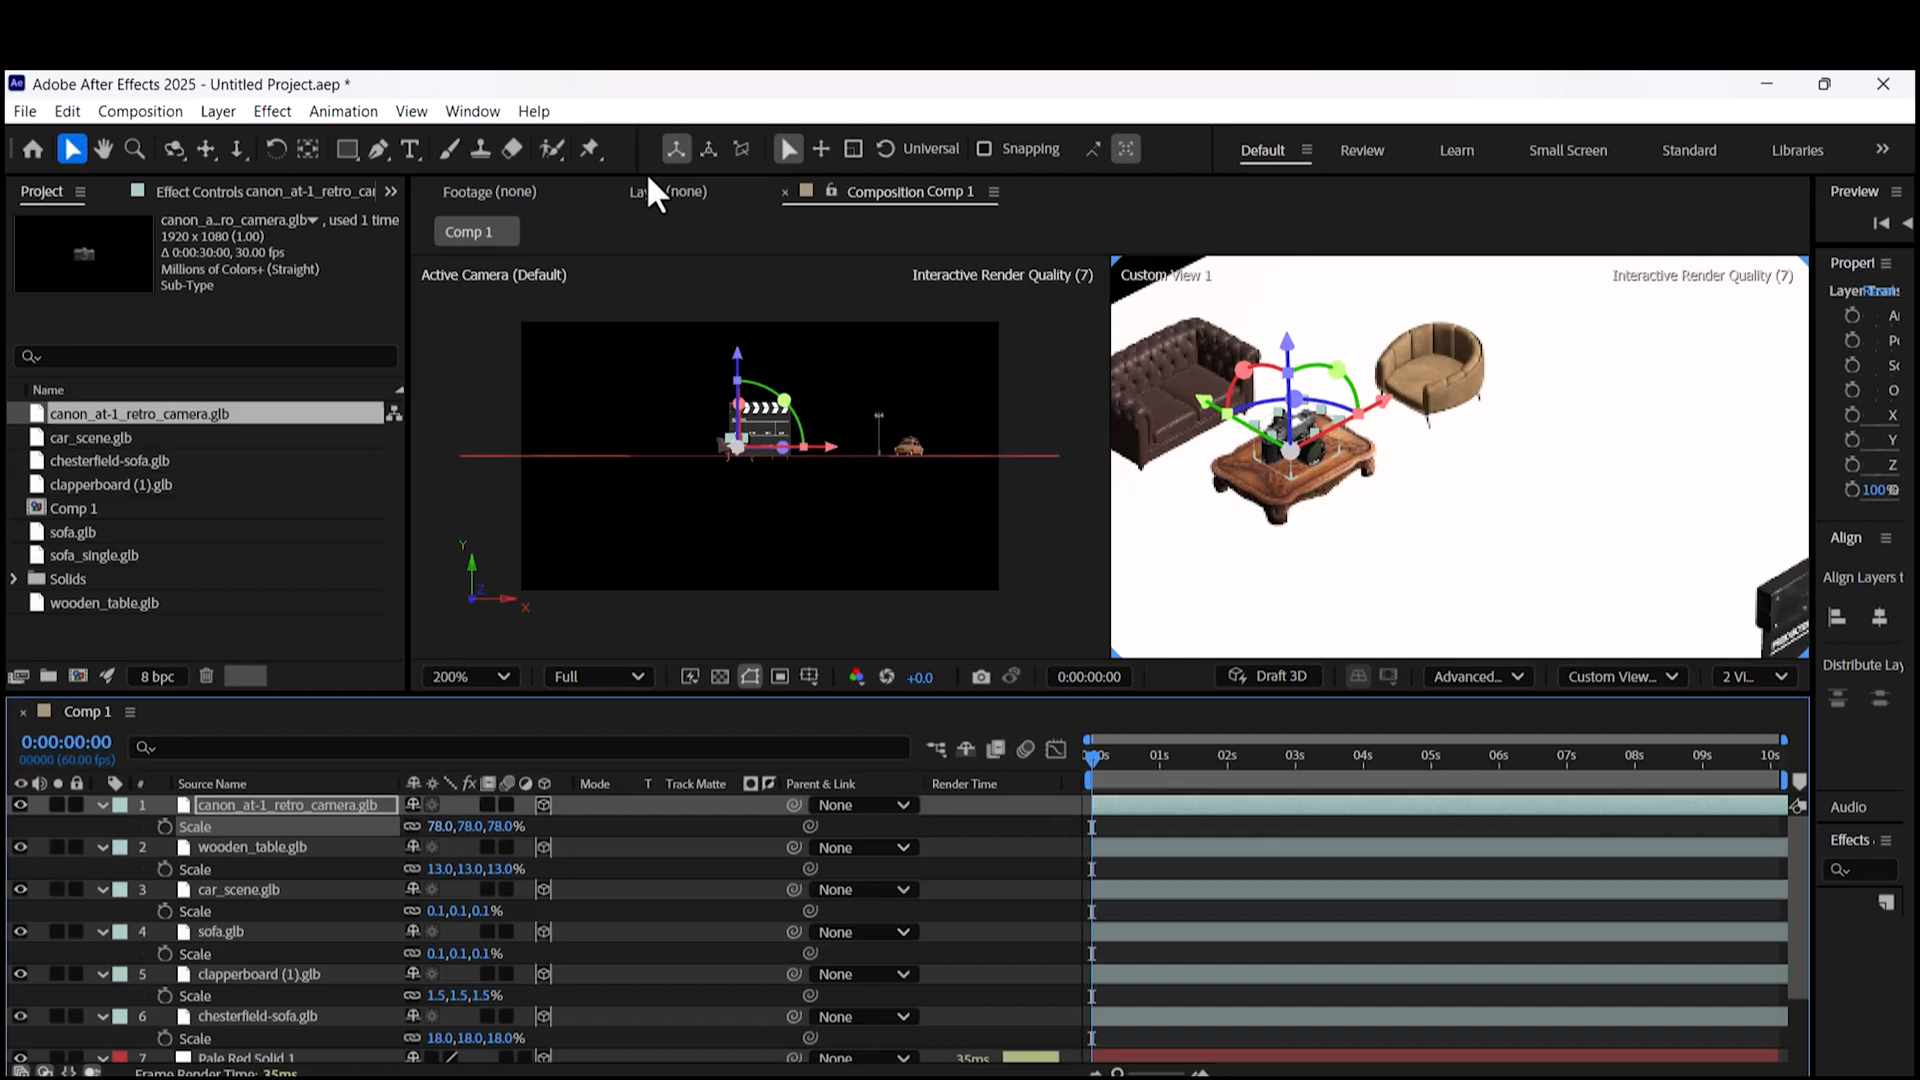 Adobe After Effects 2025 - Untitled Project.aep *
File Edit Composition Layer Effect Animation View Window Help
Universal Snapping Default Review Learn Small Screen Standard Libraries
Project Effect Controls canon_at-1_retro_car
Footage (none) (none) Composition Comp 1 Preview
canon_a...ro_camera.glb , used 1 time
1920 x 1080 (1.00)
Δ 0:00:30:00, 30.00 fps
Millions of Colors+ (Straight)
Sub-Type
Comp 1
Active Camera (Default) Interactive Render Quality (7) Custom View 1 Interactive Render Quality (7)
Name
canon_at-1_retro_camera.glb
car_scene.glb
chesterfield-sofa.glb
clapperboard (1).glb
Comp 1
sofa.glb
sofa_single.glb
Solids
wooden_table.glb
Y
Z
X
8 bpc
200% Full +0.0 0:00:00:00 Draft 3D Advanced... Custom View... 2 Vi...
Properl
X
Y
Z
100%
Align
Align Layers t
Distribute Lay
Audio
Effects
Comp 1
0:00:00:00
00000 (60.00 fps)
01s 02s 03s 04s 05s 06s 07s 08s 09s 10s
# Source Name Mode T Track Matte Parent & Link Render Time
1 canon_at-1_retro_camera.glb None
Scale 78.0,78.0,78.0%
2 wooden_table.glb None
Scale 13.0,13.0,13.0%
3 car_scene.glb None
Scale 0.1,0.1,0.1%
4 sofa.glb None
Scale 0.1,0.1,0.1%
5 clapperboard (1).glb None
Scale 1.5,1.5,1.5%
6 chesterfield-sofa.glb None
Scale 18.0,18.0,18.0%
7 Pale Red Solid 1 None 35ms
Frame Render Time: 35ms